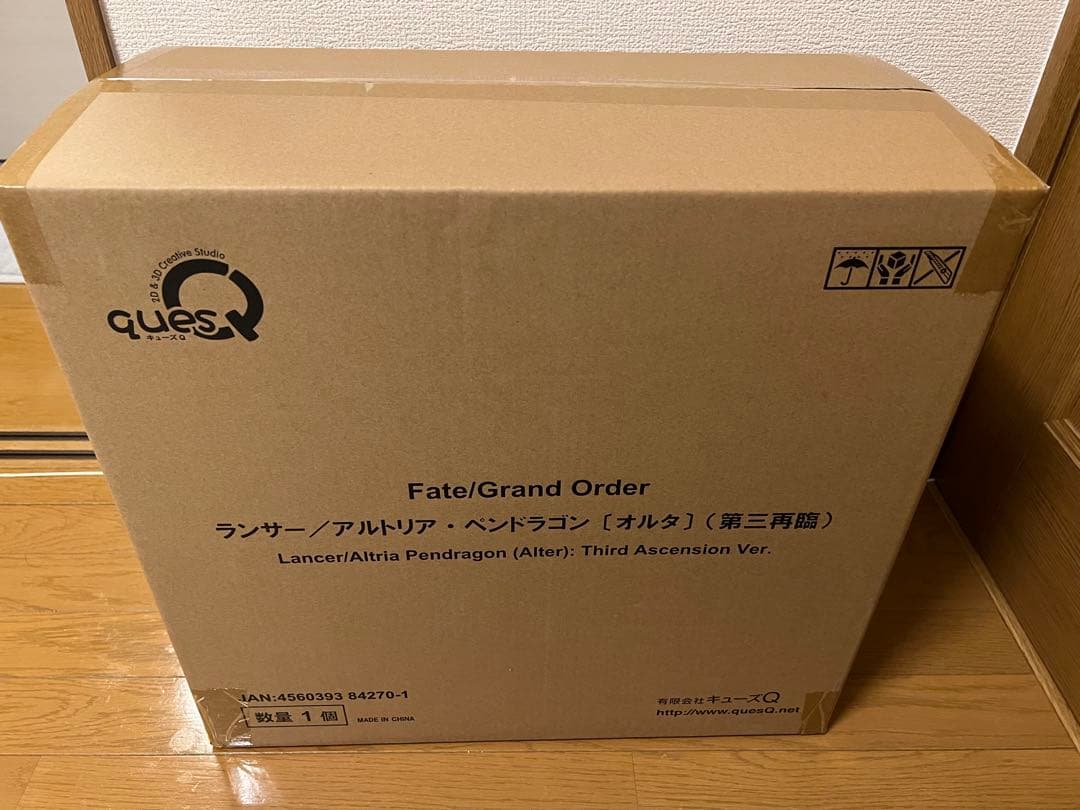 2D & 3D Creative Studio
quesQ
キューズQ
Fate/Grand Order
ランサー／アルトリア・ペンドラゴン［オルタ］（第三再臨）
Lancer/Altria Pendragon (Alter): Third Ascension Ver.
JAN:4560393 84270-1
数量 1 個
MADE IN CHINA
有限会社キューズQ
http://www.quesQ.net